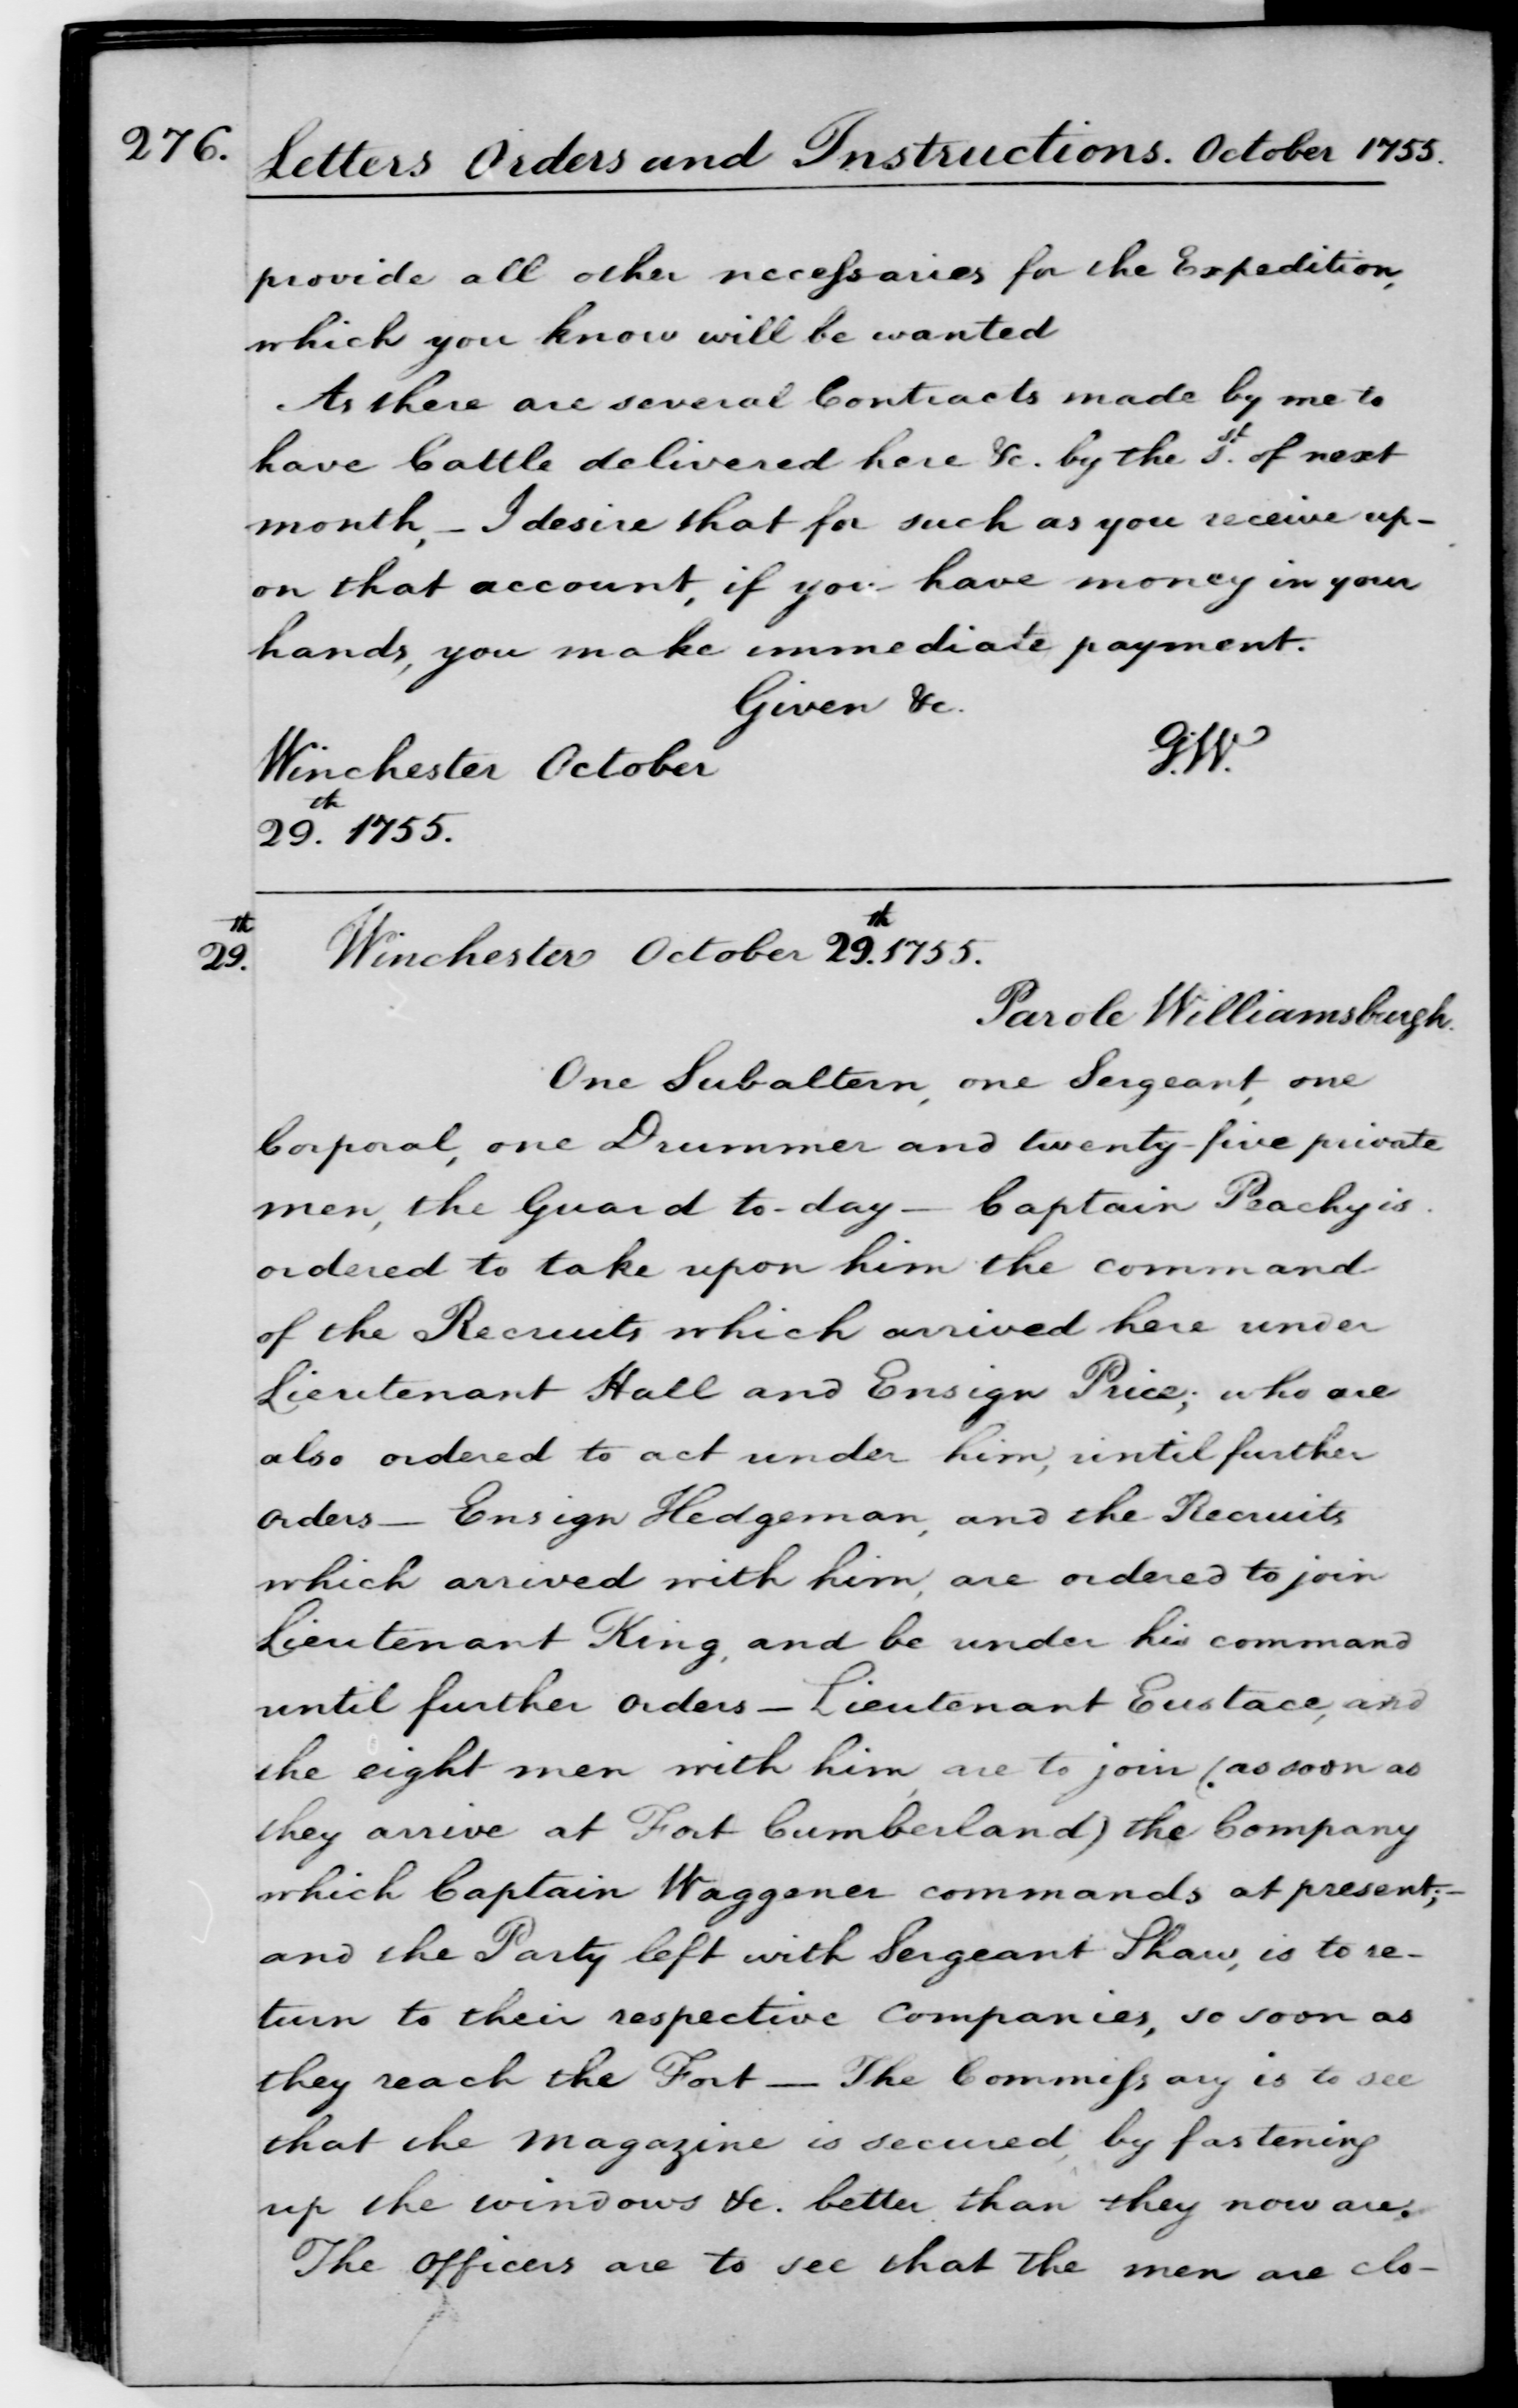 276. Letters Orders and Instructions. October 1755.
provide all other necessaries for the Expedition,
which you know will be wanted
As there are several Contracts made by me to
have Cattle delivered here &c. by the 1st. of next
month, - I desire that for such as you receive up-
on that account, if you have money in your
hands, you make immediate payment.
Given &c.
G.W.
Winchester October
29th. 1755.
29th. Winchester October 29th. 1755.
Parole Williamsburgh.
One Subaltern, one Sergeant, one
Corporal, one Drummer and twenty-five private
men, the Guard to-day — Captain Peachy is
ordered to take upon him the command
of the Recruits which arrived here under
Lieutenant Hall and Ensign Price; who are
also ordered to act under him, until further
orders — Ensign Hedgeman, and the Recruits
which arrived with him, are ordered to join
Lieutenant King, and be under his command
until further orders — Lieutenant Eustace, and
the eight men with him, are to join (as soon as
they arrive at Fort Cumberland) the Company
which Captain Waggener commands at present; -
and the Party left with Sergeant Shaw, is to re-
turn to their respective Companies, so soon as
they reach the Fort — The Commissary is to see
that the magazine is secured, by fastening
up the windows &c. better than they now are.
The Officers are to see that the men are clo-